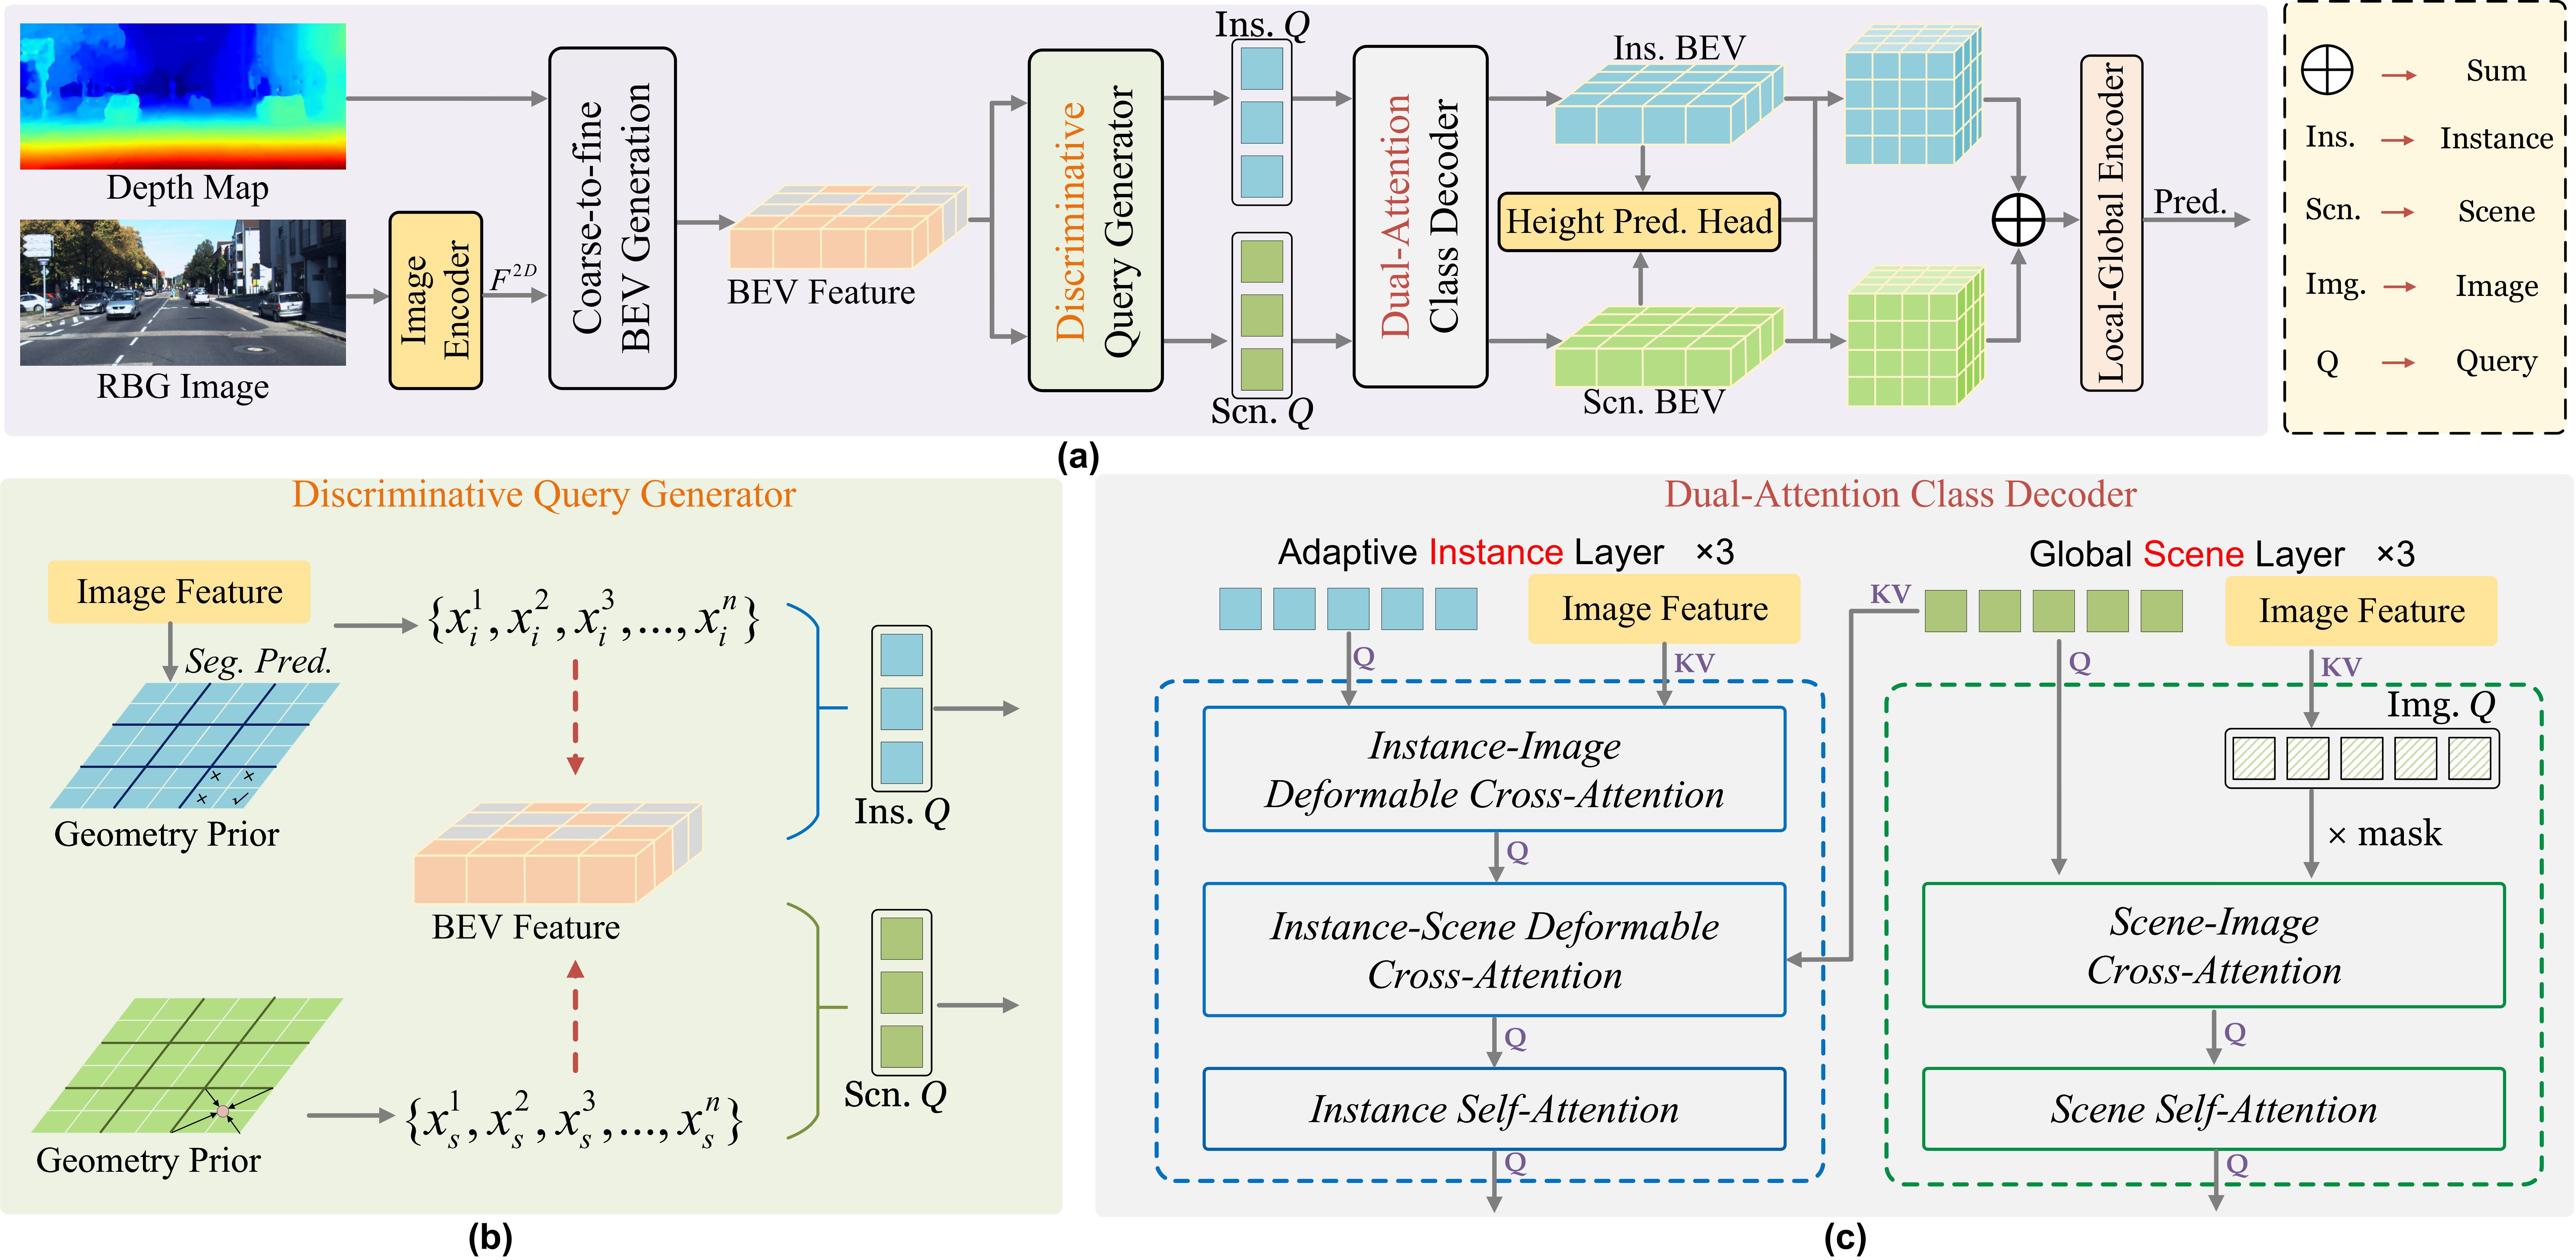 Depth Map
RBG Image
Image
Encoder
F^{2D}
Coarse-to-fine
BEV Generation
BEV Feature
Discriminative
Query Generator
Ins. Q
Scn. Q
Dual-Attention
Class Decoder
Ins. BEV
Height Pred. Head
Scn. BEV
Local-Global Encoder
Pred.
Sum
Ins. Instance
Scn. Scene
Img. Image
Q Query
(a)
Discriminative Query Generator
Image Feature
Seg. Pred.
Geometry Prior
{x_i^1, x_i^2, x_i^3, ..., x_i^n}
BEV Feature
Geometry Prior
{x_s^1, x_s^2, x_s^3, ..., x_s^n}
Ins. Q
Scn. Q
(b)
Dual-Attention Class Decoder
Adaptive Instance Layer ×3
Image Feature
Q
KV
Instance-Image
Deformable Cross-Attention
Q
Instance-Scene Deformable
Cross-Attention
Q
Instance Self-Attention
Q
Global Scene Layer ×3
KV
Image Feature
Q
KV
Img. Q
× mask
Scene-Image
Cross-Attention
Q
Scene Self-Attention
Q
(c)